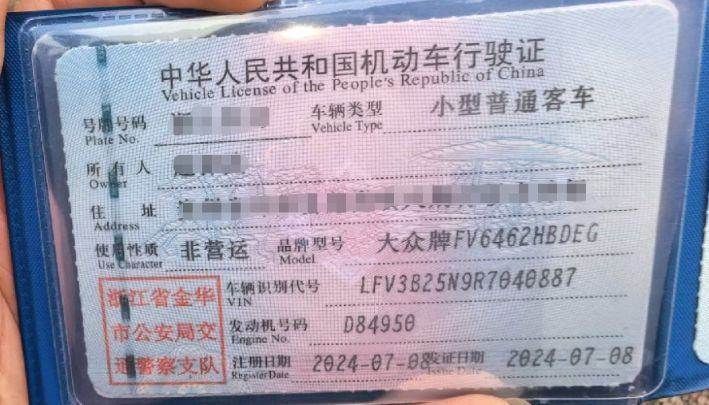 中华人民共和国机动车行驶证
Vehicle License of the People's Republic of China
号牌号码 车辆类型 小型普通客车
Plate No. Vehicle Type
所有人
Owner
住址
Address
使用性质 非营运 品牌型号 大众牌FV6462HBDEG
Use Character Model
浙江省金华 车辆识别代号 LFV3B25N9R7040887
VIN
市公安局交 发动机号码 D84950
Engine No.
通警察支队 注册日期 2024-07-08 发证日期 2024-07-08
Register Date Issue Date